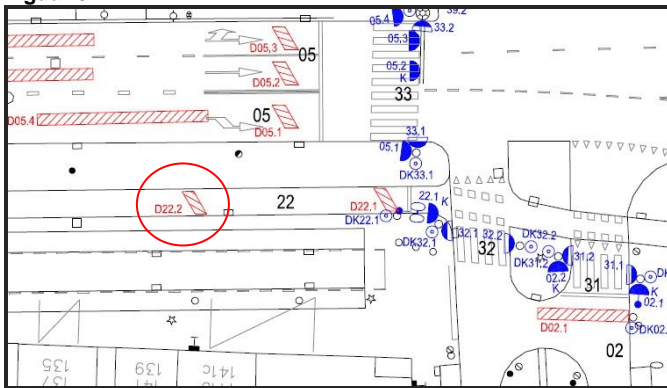 05.4
39.2
33.2
D05,3
05
05,3
D05,2
05,2
K
33
D05.4
05
D05.1
33.1
05.1
DK33.1
D22,2
22
D22,1
22.1
K
DK22.1
DK32.1
32.1
32.2
DK32.2
32
DK31.2
31.2
02.2
K
31.1
31
DK
K
02.1
D02.1
DK02.
02
135
139
141c